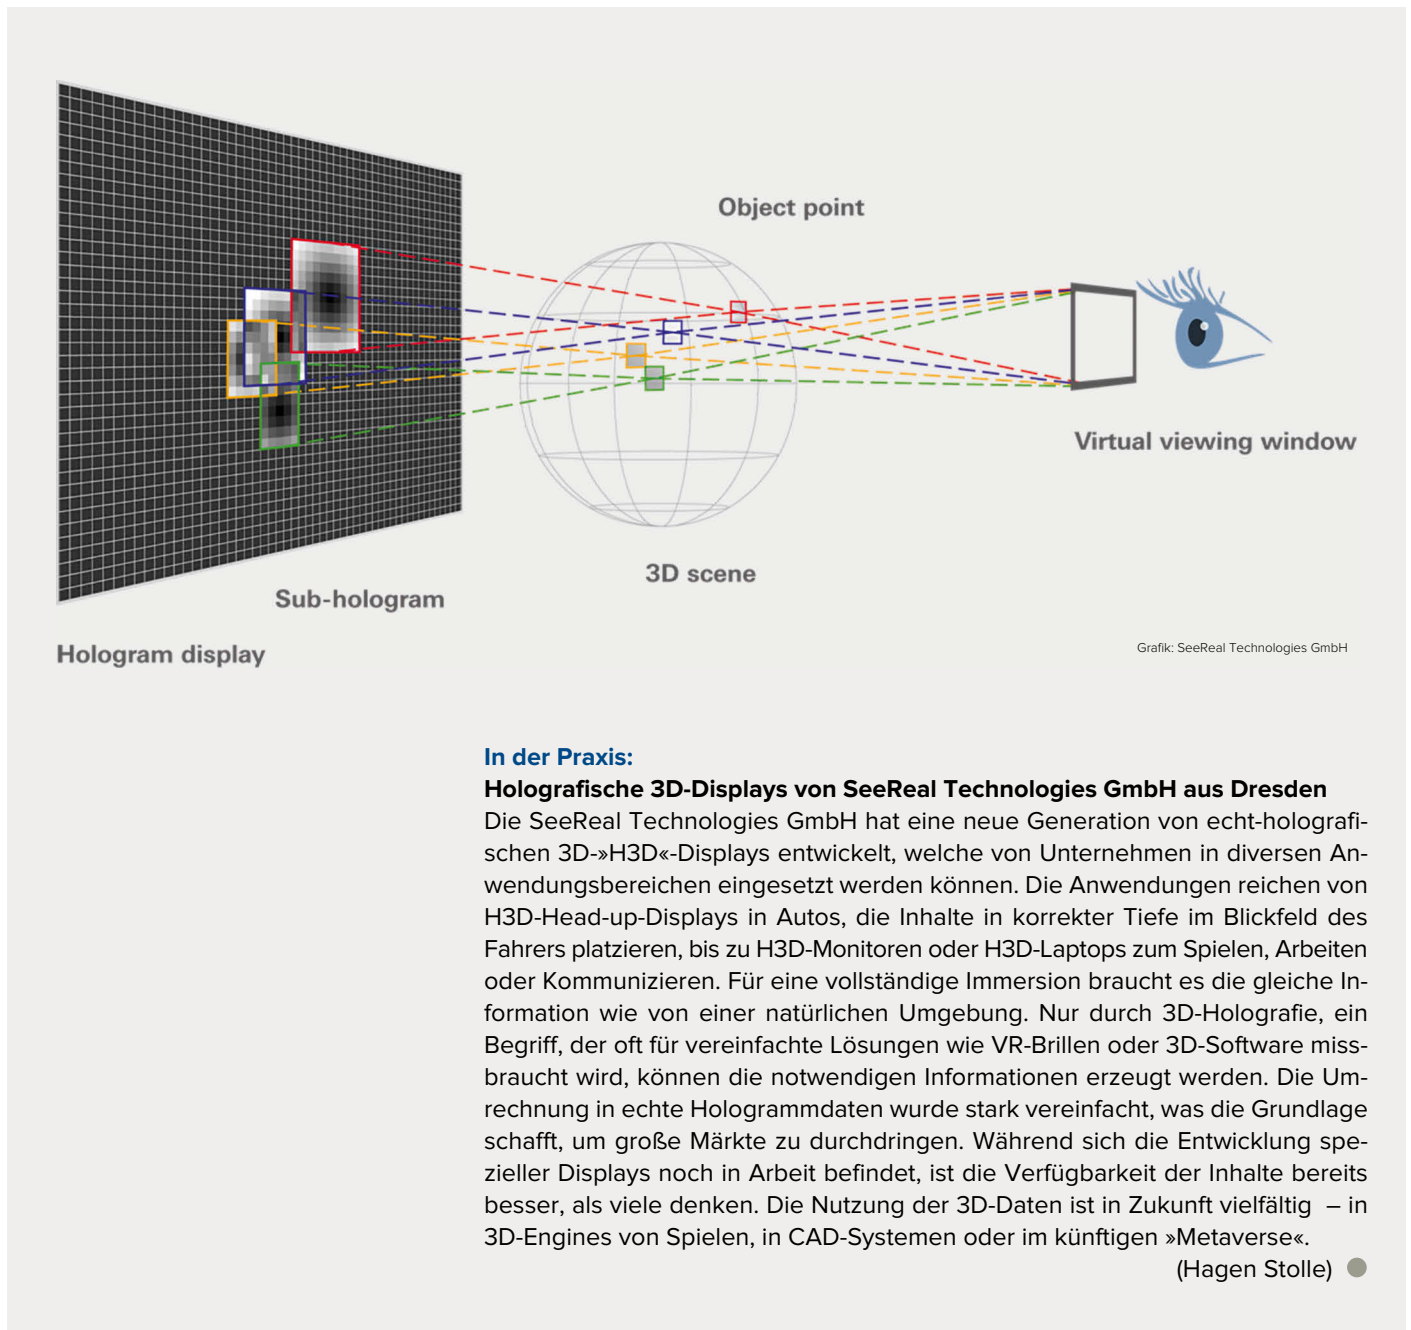 Object point
Virtual viewing window
3D scene
Sub-hologram
Hologram display
Grafik: SeeReal Technologies GmbH
In der Praxis:
Holografische 3D-Displays von SeeReal Technologies GmbH aus Dresden
Die SeeReal Technologies GmbH hat eine neue Generation von echt-holografi-
schen 3D-»H3D«-Displays entwickelt, welche von Unternehmen in diversen An-
wendungsbereichen eingesetzt werden können. Die Anwendungen reichen von
H3D-Head-up-Displays in Autos, die Inhalte in korrekter Tiefe im Blickfeld des
Fahrers platzieren, bis zu H3D-Monitoren oder H3D-Laptops zum Spielen, Arbeiten
oder Kommunizieren. Für eine vollständige Immersion braucht es die gleiche In-
formation wie von einer natürlichen Umgebung. Nur durch 3D-Holografie, ein
Begriff, der oft für vereinfachte Lösungen wie VR-Brillen oder 3D-Software miss-
braucht wird, können die notwendigen Informationen erzeugt werden. Die Um-
rechnung in echte Hologrammdaten wurde stark vereinfacht, was die Grundlage
schafft, um große Märkte zu durchdringen. Während sich die Entwicklung spe-
zieller Displays noch in Arbeit befindet, ist die Verfügbarkeit der Inhalte bereits
besser, als viele denken. Die Nutzung der 3D-Daten ist in Zukunft vielfältig – in
3D-Engines von Spielen, in CAD-Systemen oder im künftigen »Metaverse«.
(Hagen Stolle)